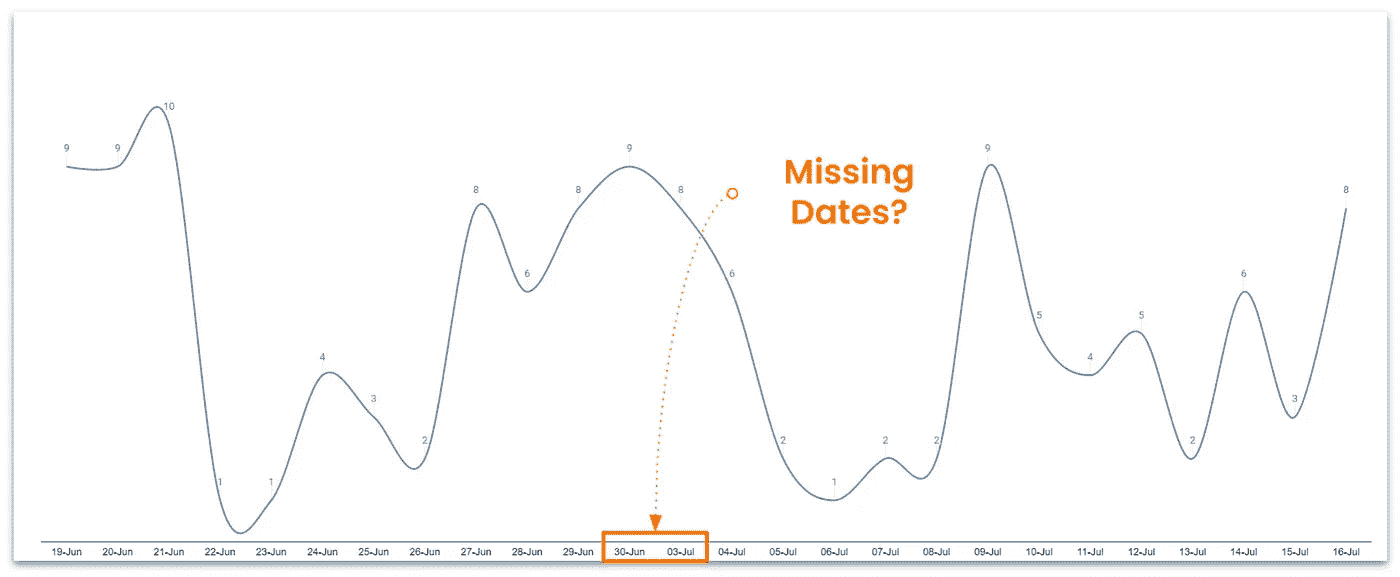 10
9 9 9 9 9
Missing
Dates?
8 8 8 8
6 6 6
5 5
4 4
3 3
2 2 2 2 2
1 1 1
19-Jun 20-Jun 21-Jun 22-Jun 23-Jun 24-Jun 25-Jun 26-Jun 27-Jun 28-Jun 29-Jun 30-Jun 03-Jul 04-Jul 05-Jul 06-Jul 07-Jul 08-Jul 09-Jul 10-Jul 11-Jul 12-Jul 13-Jul 14-Jul 15-Jul 16-Jul